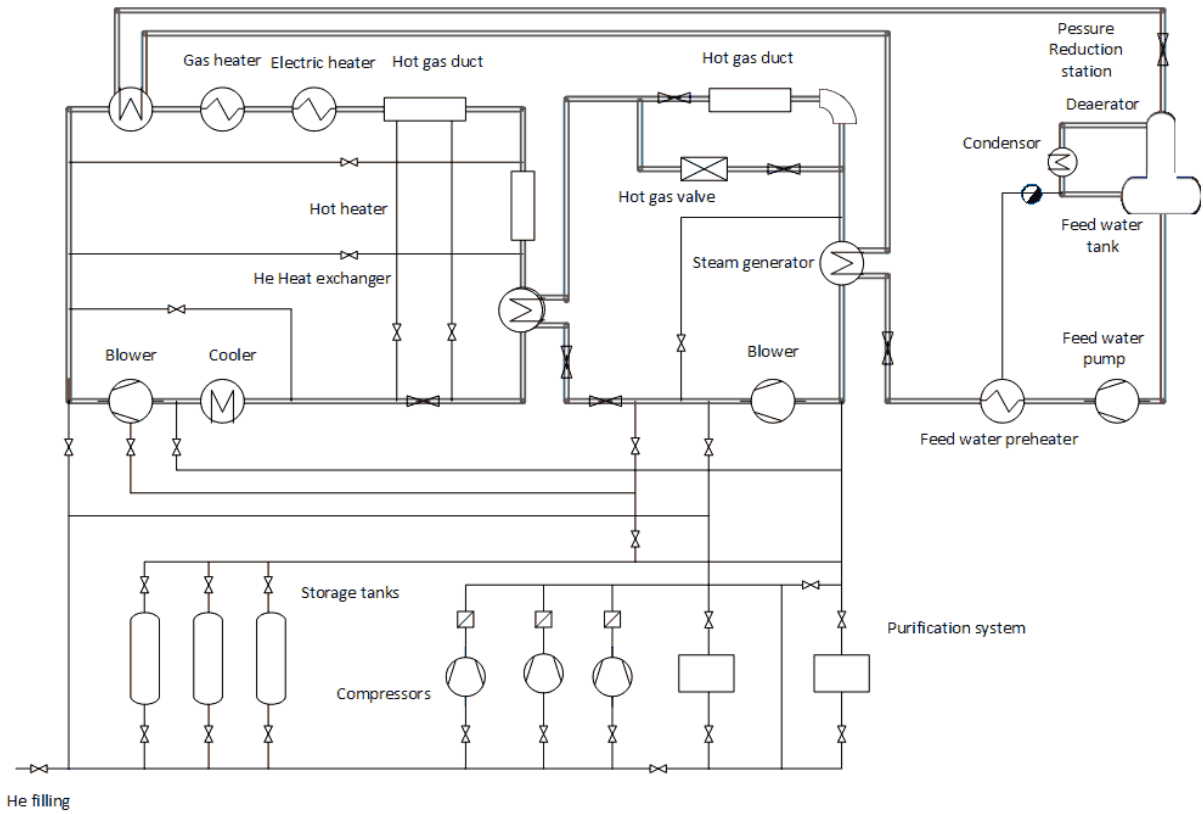 Pessure
Reduction
station
Gas heater
Electric heater
Hot gas duct
Hot gas duct
Deaerator
Condensor
Hot gas valve
Hot heater
Feed water
tank
Steam generator
He Heat exchanger
Blower
Cooler
Blower
Feed water
pump
Feed water preheater
Storage tanks
Purification system
Compressors
He filling